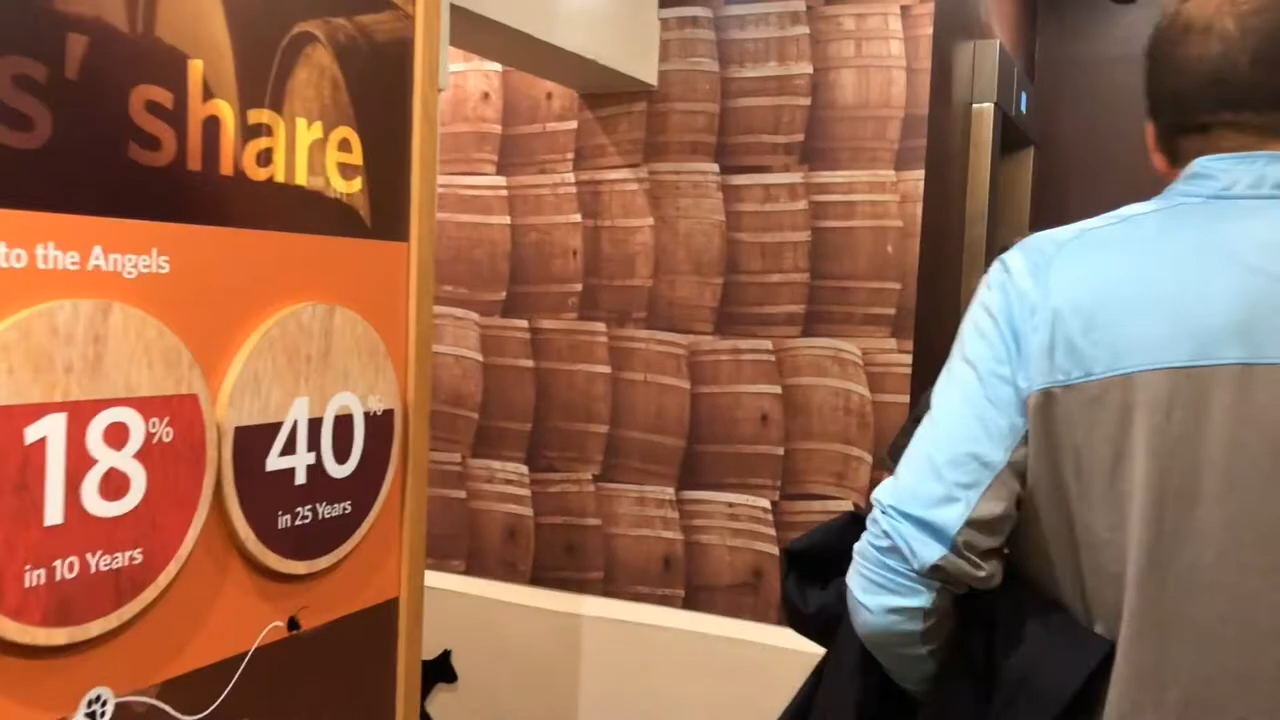 s' share
to the Angels
18%
in 10 Years
40%
in 25 Years